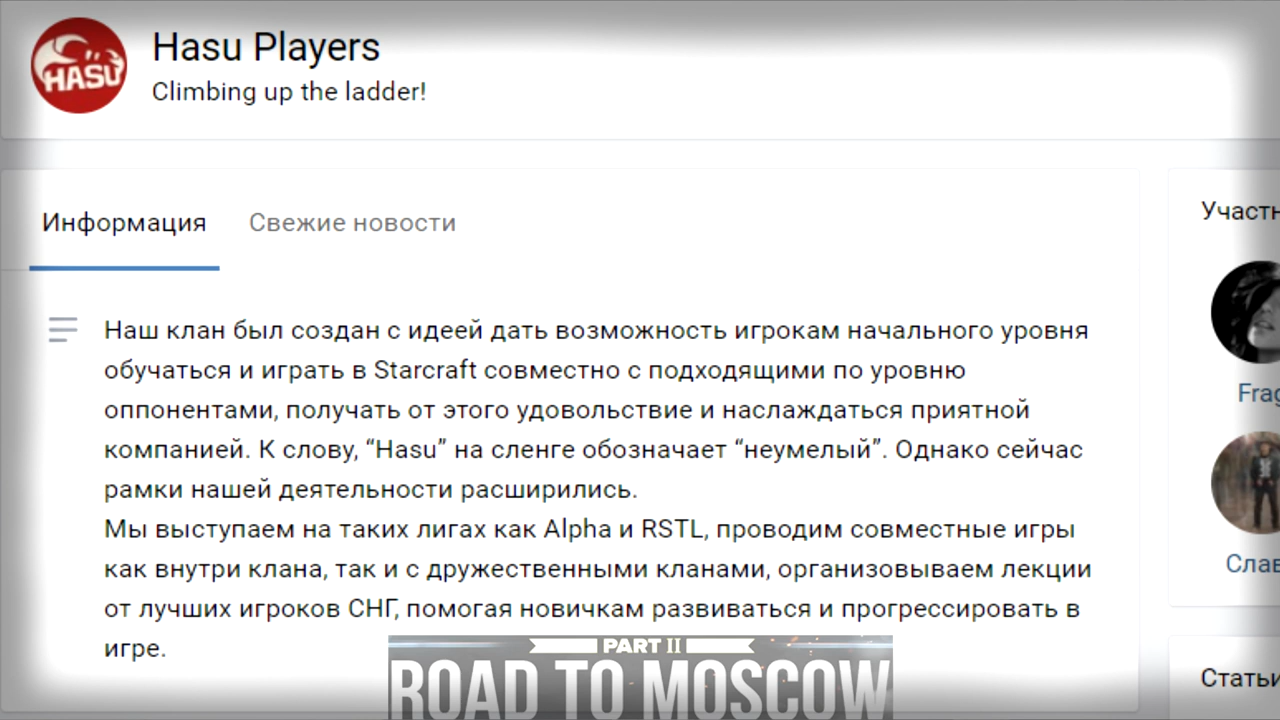 HASU
Hasu Players
Climbing up the ladder!
Информация
Свежие новости
Наш клан был создан с идеей дать возможность игрокам начального уровня
обучаться и играть в Starcraft совместно с подходящими по уровню
оппонентами, получать от этого удовольствие и наслаждаться приятной
компанией. К слову, “Hasu” на сленге обозначает “неумелый”. Однако сейчас
рамки нашей деятельности расширились.
Мы выступаем на таких лигах как Alpha и RSTL, проводим совместные игры
как внутри клана, так и с дружественными кланами, организовываем лекции
от лучших игроков СНГ, помогая новичкам развиваться и прогрессировать в
игре.
Участн
Frag
Слав
Статьи
PART II
ROAD TO MOSCOW